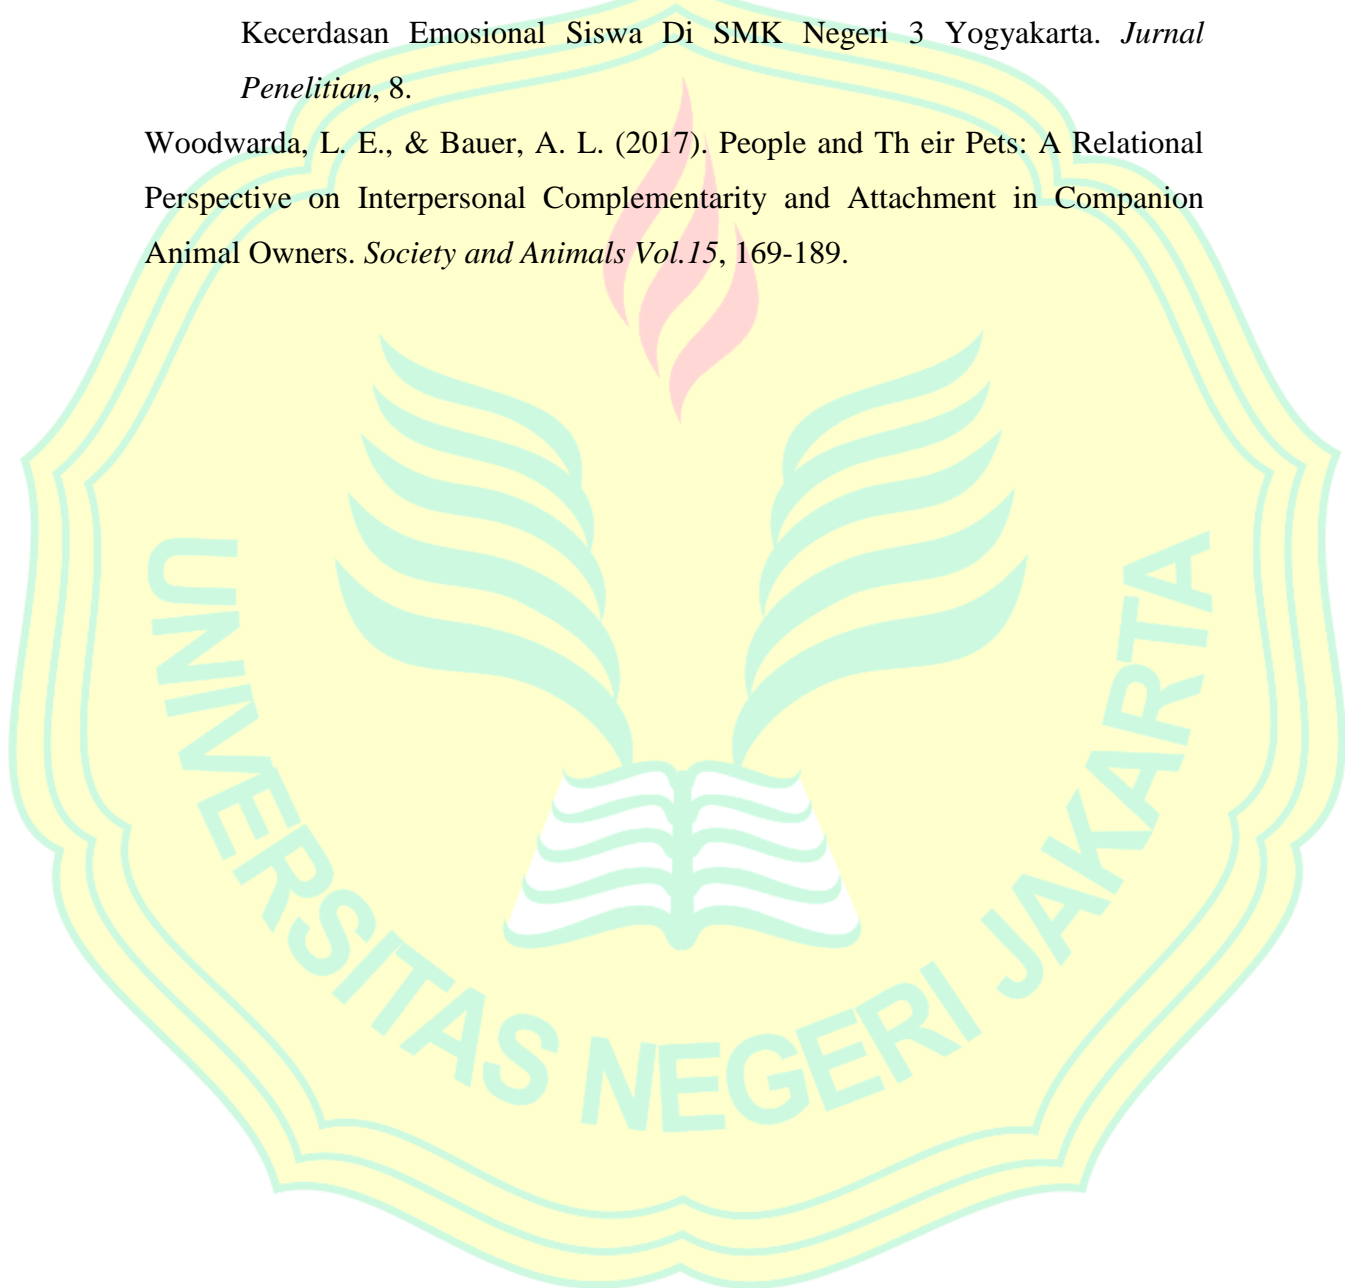 Kecerdasan Emosional Siswa Di SMK Negeri 3 Yogyakarta. Jurnal
Penelitian, 8.
Woodwarda, L. E., & Bauer, A. L. (2017). People and Th eir Pets: A Relational
Perspective on Interpersonal Complementarity and Attachment in Companion
Animal Owners. Society and Animals Vol.15, 169-189.
UNIVERSITAS NEGERI JAKARTA